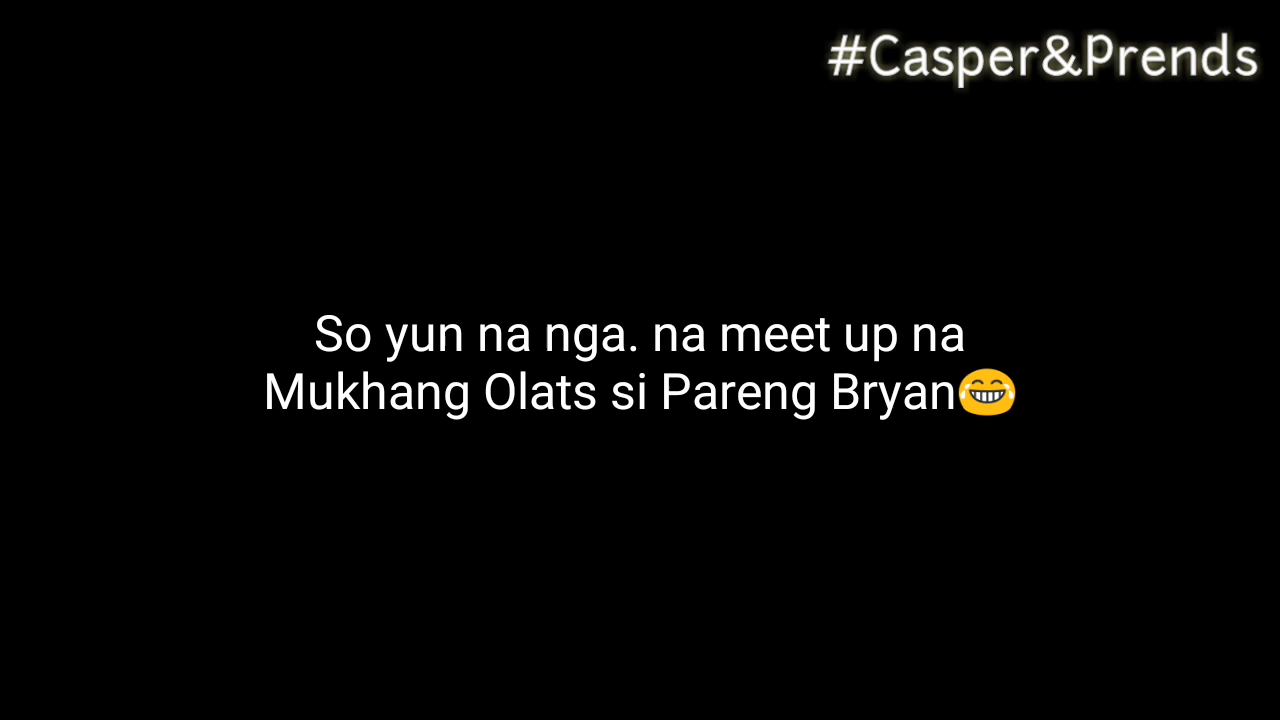 #Casper&Prends
So yun na nga. na meet up na
Mukhang Olats si Pareng Bryan😂